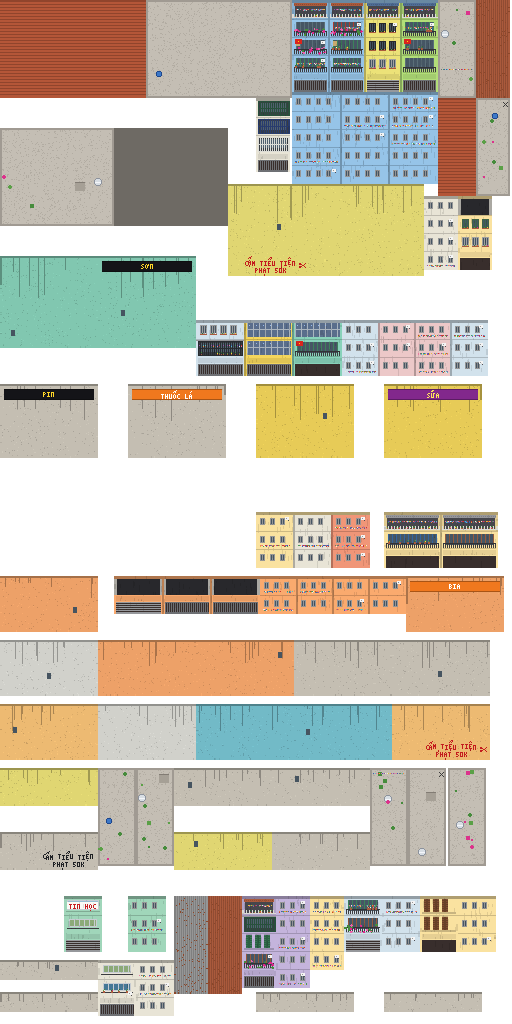 CẤM TIỂU TIỆN
PHẠT 50K
SƠN
PIN
THUỐC LÁ
SỮA
BIA
CẤM TIỂU TIỆN
PHẠT 50K
CẤM TIỂU TIỆN
PHẠT 50K
TIN HỌC